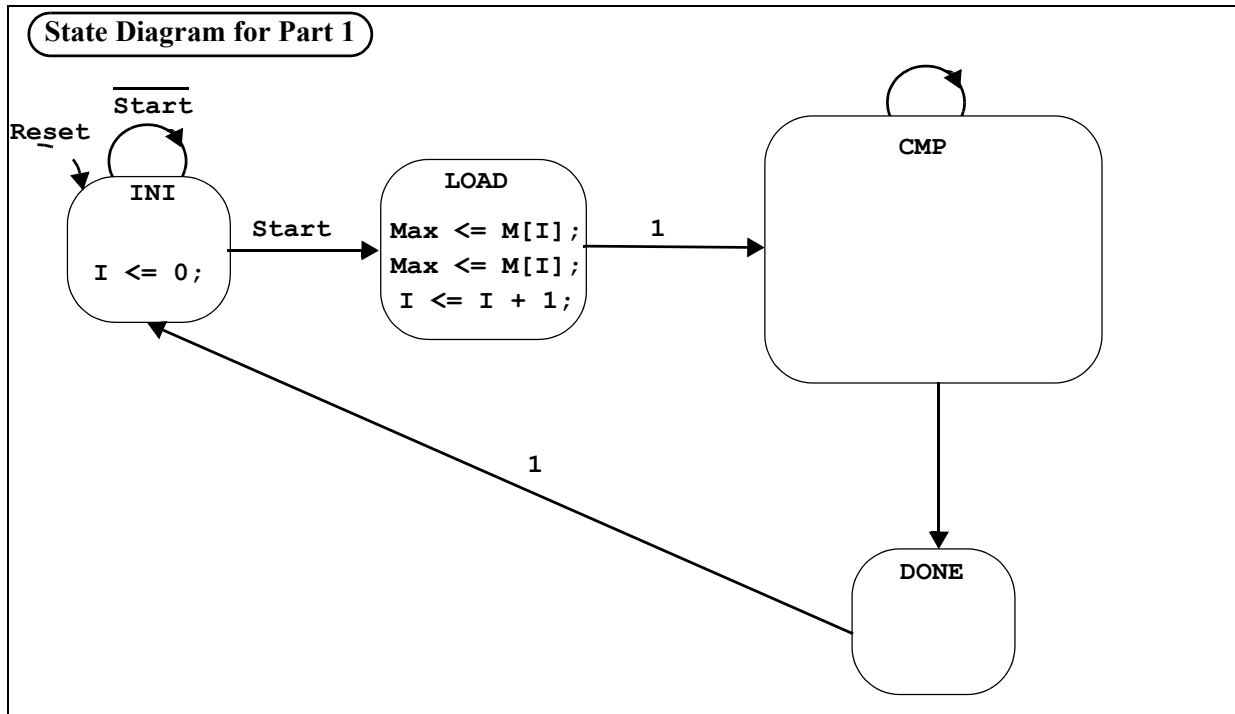 State Diagram for Part 1
Start
Reset
INI
I <= 0;
Start
LOAD
Max <= M[I];
Max <= M[I];
I <= I + 1;
1
CMP
1
DONE